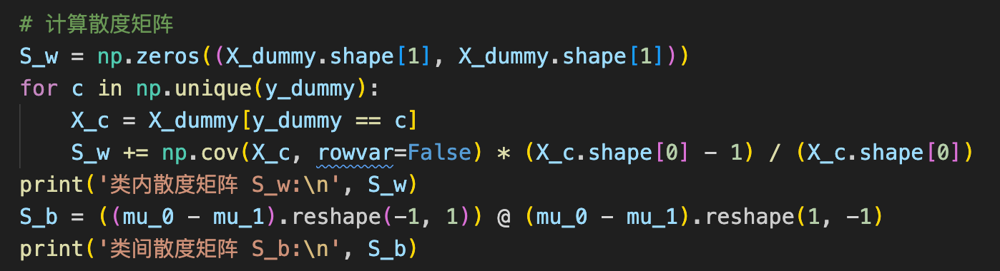 # 计算散度矩阵
S_w = np.zeros((X_dummy.shape[1], X_dummy.shape[1]))
for c in np.unique(y_dummy):
    X_c = X_dummy[y_dummy == c]
    S_w += np.cov(X_c, rowvar=False) * (X_c.shape[0] - 1) / (X_c.shape[0])
print('类内散度矩阵 S_w:\n', S_w)
S_b = ((mu_0 - mu_1).reshape(-1, 1)) @ (mu_0 - mu_1).reshape(1, -1)
print('类间散度矩阵 S_b:\n', S_b)